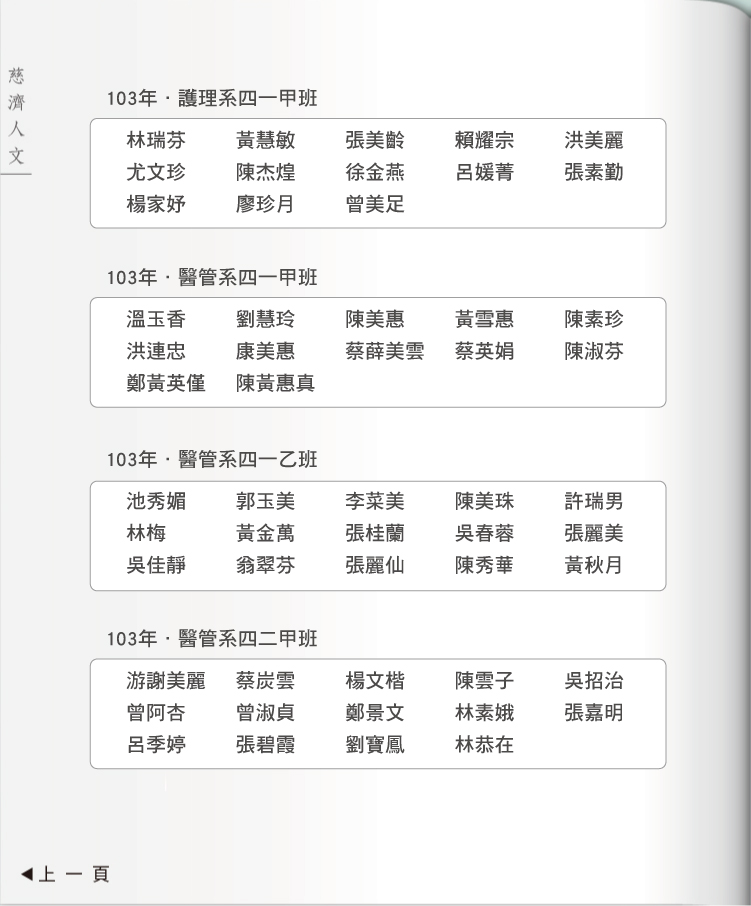 慈濟人文
103年・護理系四一甲班
林瑞芬 黃慧敏 張美齡 賴耀宗 洪美麗
尤文珍 陳杰煌 徐金燕 呂媛菁 張素勤
楊家妤 廖珍月 曾美足
103年・醫管系四一甲班
溫玉香 劉慧玲 陳美惠 黃雪惠 陳素珍
洪連忠 康美惠 蔡薛美雲 蔡英娟 陳淑芬
鄭黃英僅 陳黃惠真
103年・醫管系四一乙班
池秀媚 郭玉美 李菜美 陳美珠 許瑞男
林梅 黃金萬 張桂蘭 吳春蓉 張麗美
吳佳靜 翁翠芬 張麗仙 陳秀華 黃秋月
103年・醫管系四二甲班
游謝美麗 蔡炭雲 楊文楷 陳雲子 吳招治
曾阿杏 曾淑貞 鄭景文 林素娥 張嘉明
呂季婷 張碧霞 劉寶鳳 林恭在
◀上一頁